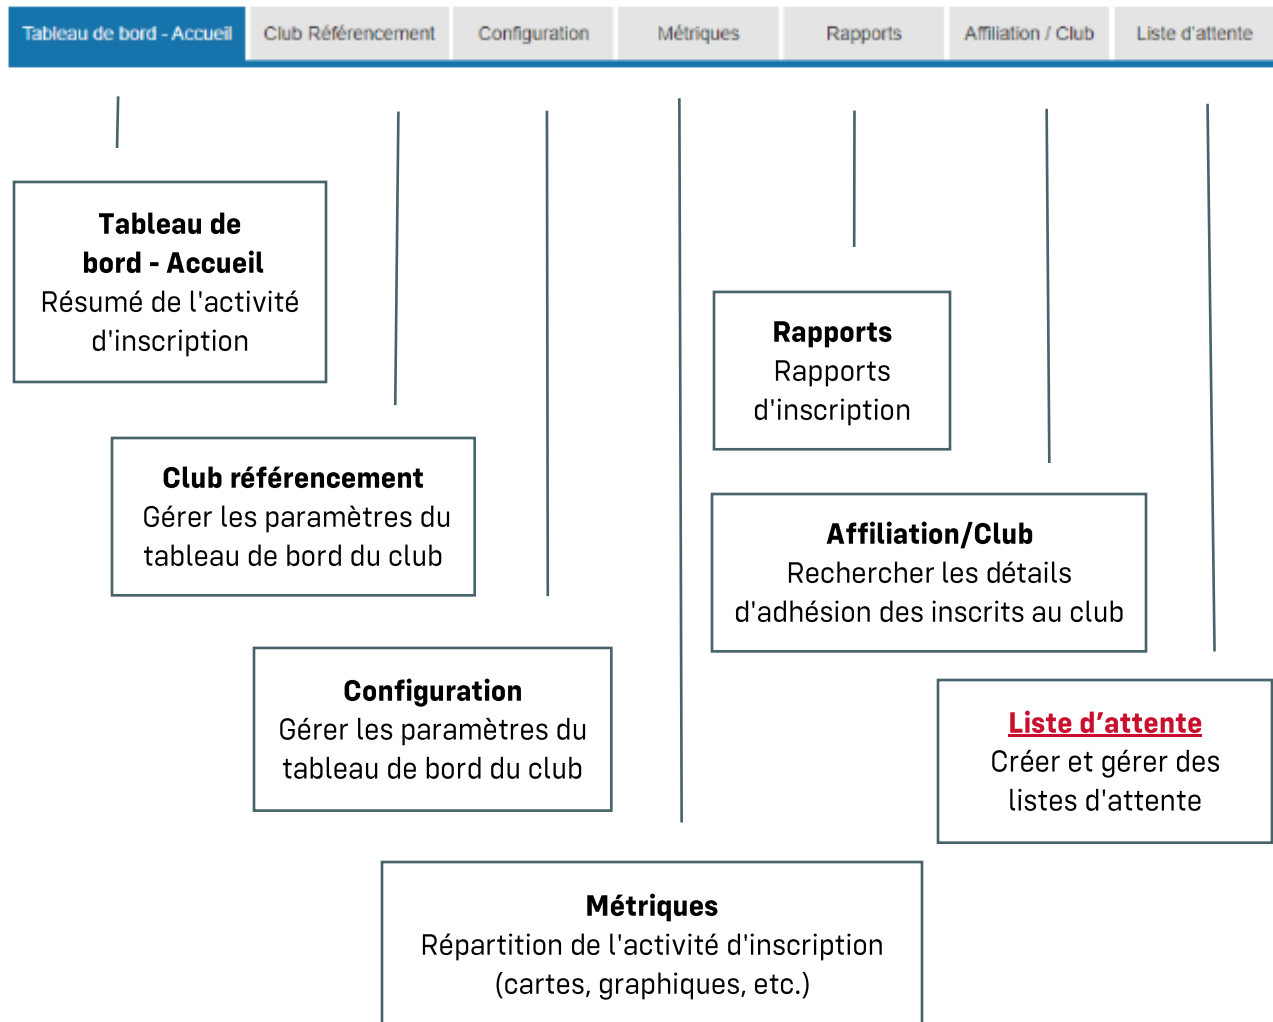 Tableau de bord - Accueil
Club Référencement
Configuration
Métriques
Rapports
Affiliation / Club
Liste d'attente
Tableau de
bord - Accueil
Résumé de l'activité
d'inscription
Rapports
Rapports
d'inscription
Club référencement
Gérer les paramètres du
tableau de bord du club
Affiliation/Club
Rechercher les détails
d'adhésion des inscrits au club
Configuration
Gérer les paramètres du
tableau de bord du club
Liste d’attente
Créer et gérer des
listes d'attente
Métriques
Répartition de l'activité d'inscription
(cartes, graphiques, etc.)